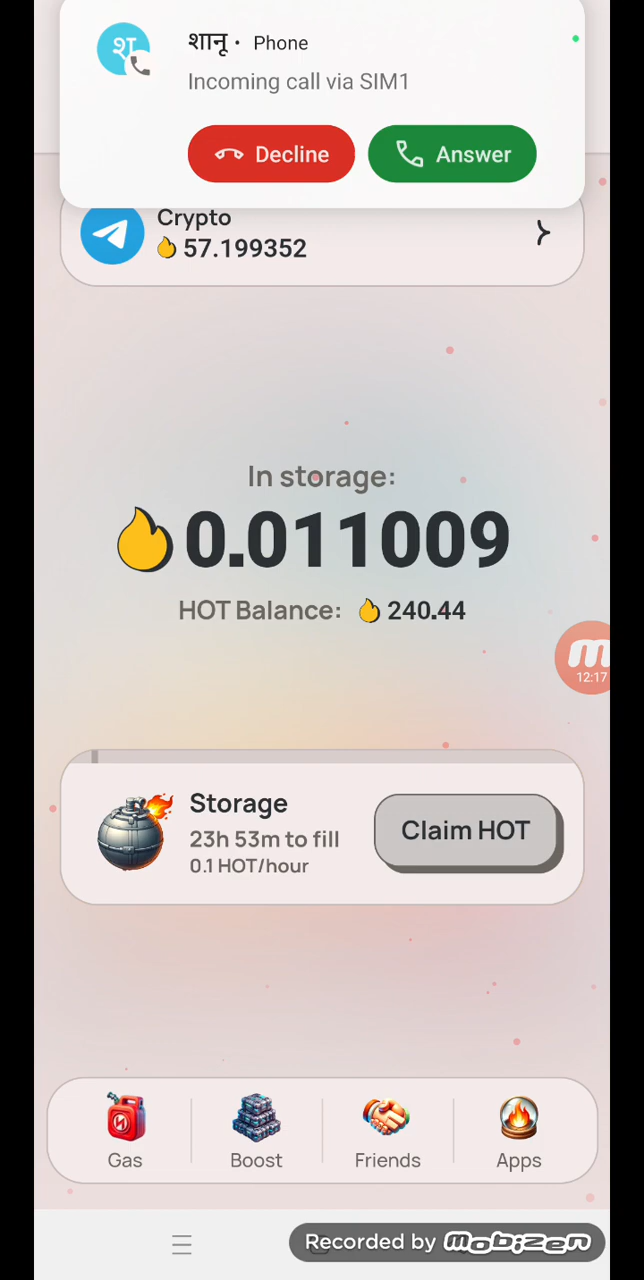 श
शानू • Phone
Incoming call via SIM1
Decline
Answer
Crypto
57.199352
In storage:
0.011009
HOT Balance: 240.44
12:17
Storage
23h 53m to fill
0.1 HOT/hour
Claim HOT
Gas
Boost
Friends
Apps
Recorded by mobizen